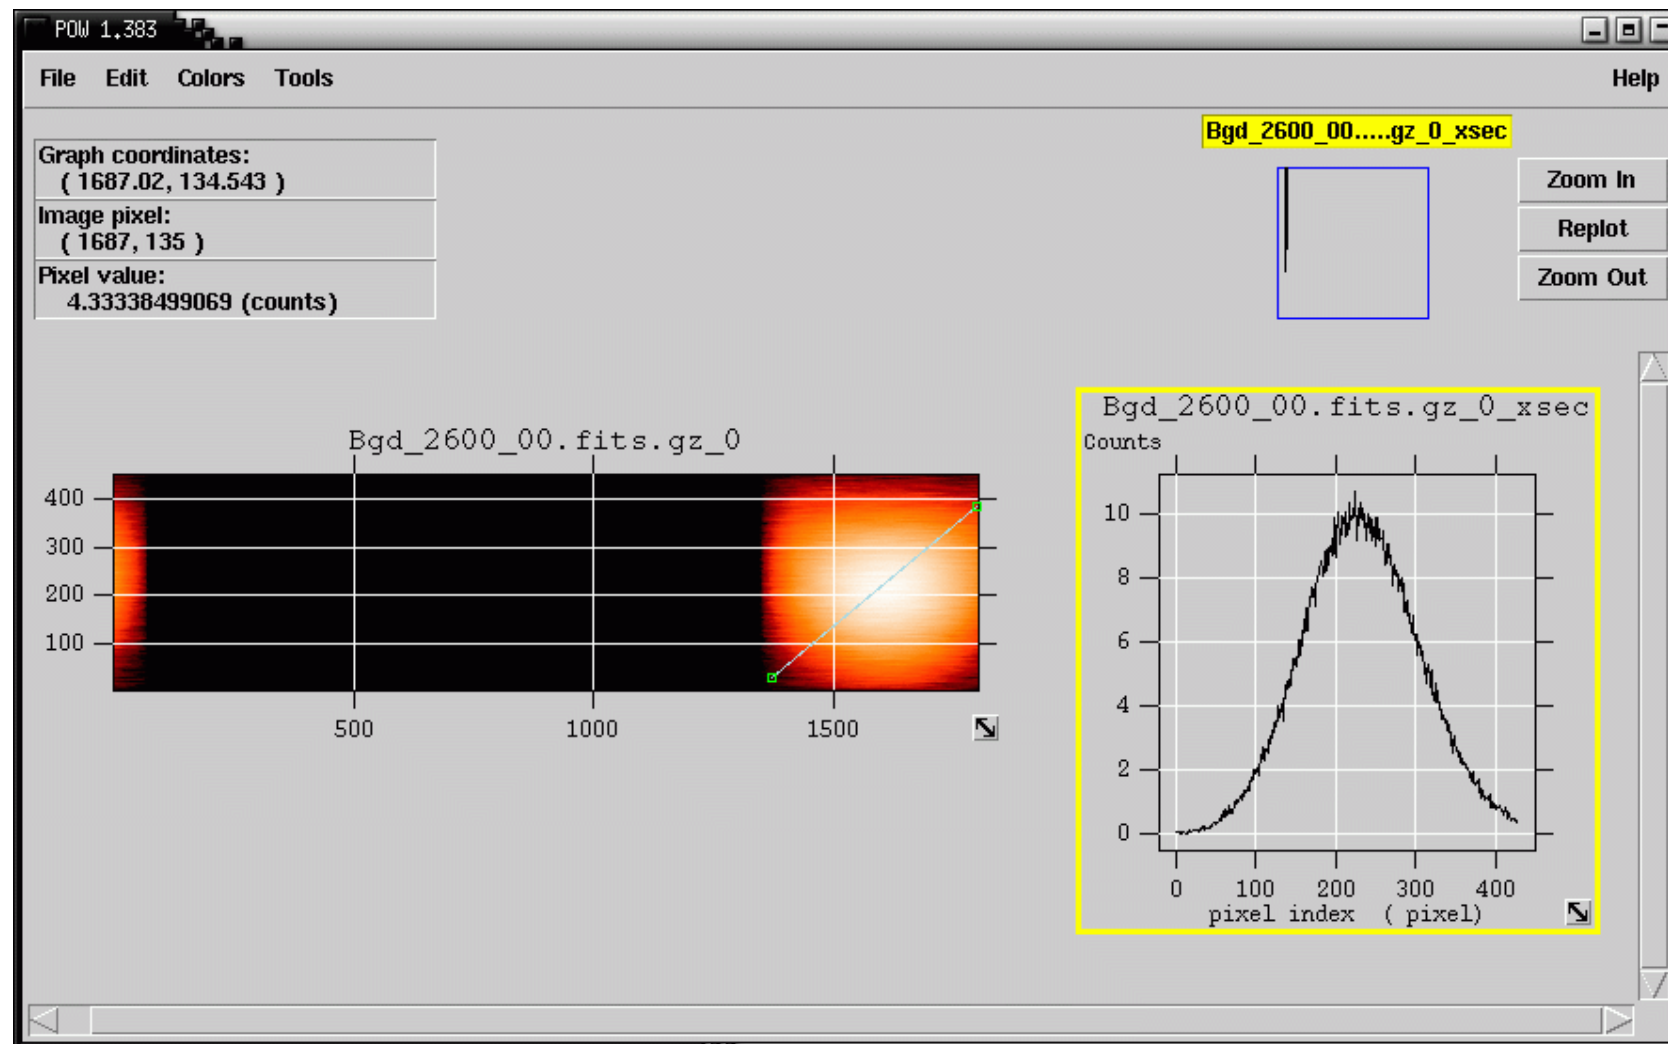 POW 1.383
File Edit Colors Tools Help
Graph coordinates:
( 1687.02, 134.543 )
Image pixel:
( 1687, 135 )
Pixel value:
4.33338499069 (counts)
Bgd_2600_00.....gz_0_xsec
Zoom In
Replot
Zoom Out
Bgd_2600_00.fits.gz_0
400
300
200
100
500 1000 1500
Bgd_2600_00.fits.gz_0_xsec
Counts
10
8
6
4
2
0
0 100 200 300 400
pixel index ( pixel)